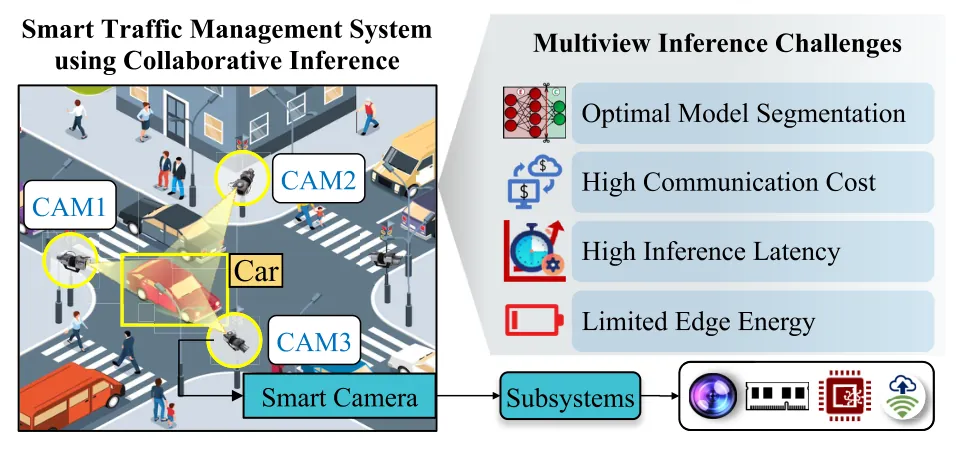 Smart Traffic Management System
using Collaborative Inference
CAM1
CAM2
Car
CAM3
Smart Camera
Subsystems
Multiview Inference Challenges
Optimal Model Segmentation
High Communication Cost
$
$
High Inference Latency
Limited Edge Energy